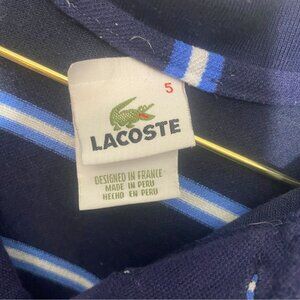 5
LACOSTE
DESIGNED IN FRANCE
MADE IN PERU
HECHO EN PERU